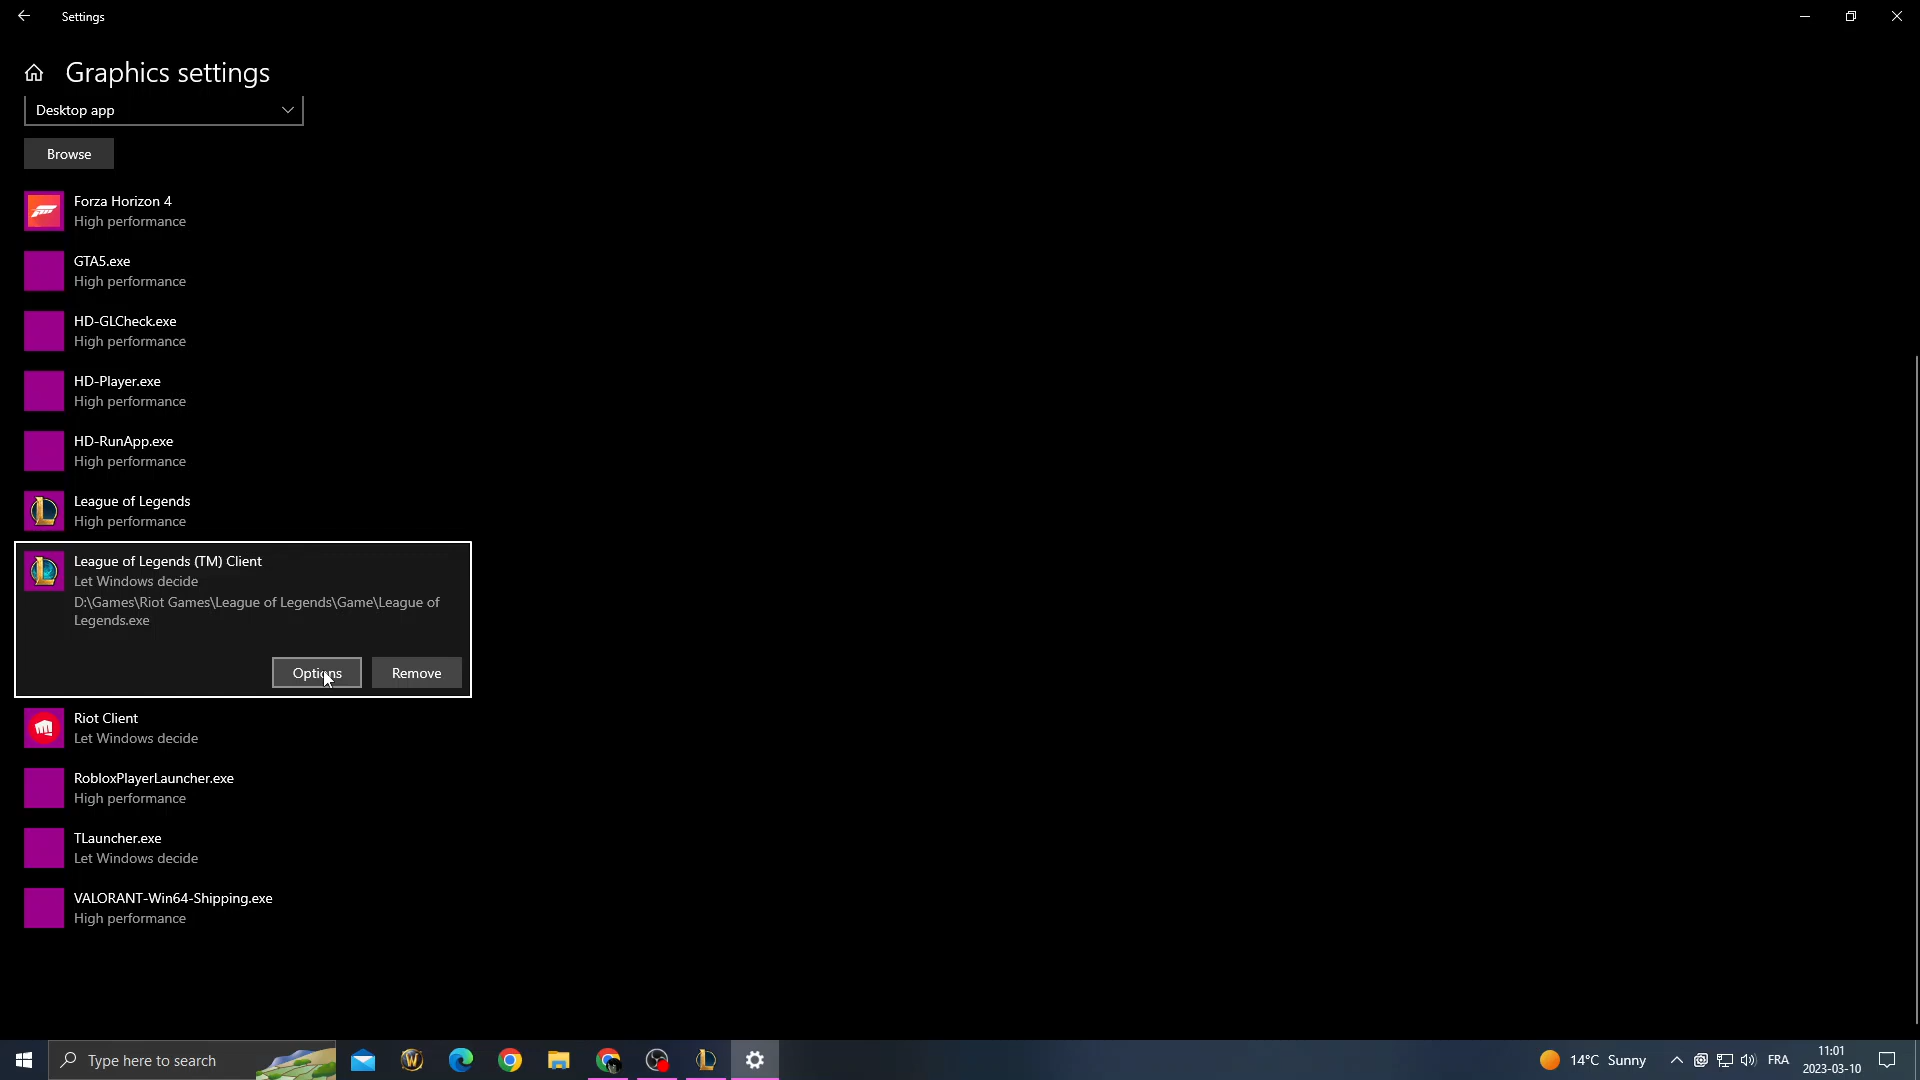 Settings
Graphics settings
Desktop app
Browse
Forza Horizon 4
High performance
GTA5.exe
High performance
HD-GLCheck.exe
High performance
HD-Player.exe
High performance
HD-RunApp.exe
High performance
League of Legends
High performance
League of Legends (TM) Client
Let Windows decide
D:\Games\Riot Games\League of Legends\Game\League of
Legends.exe
Options
Remove
Riot Client
Let Windows decide
RobloxPlayerLauncher.exe
High performance
TLauncher.exe
Let Windows decide
VALORANT-Win64-Shipping.exe
High performance
Type here to search
14°C Sunny
FRA
11:01
2023-03-10